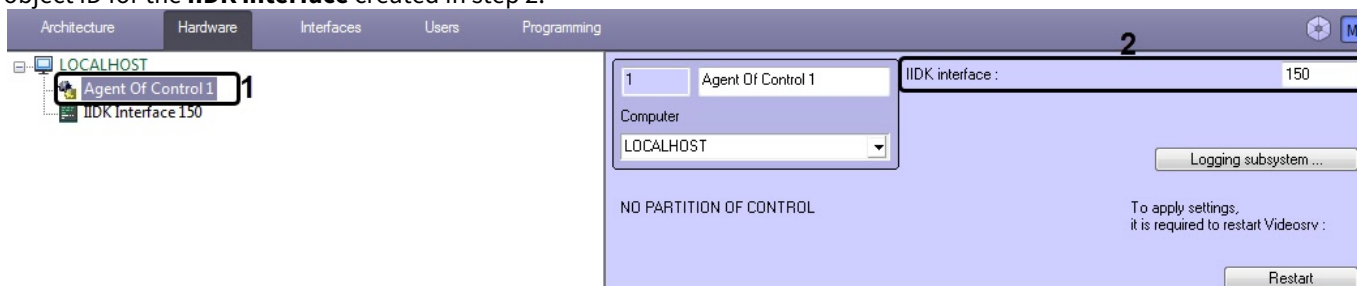 object ID for the IIDK interface created in step 2.
Architecture Hardware Interfaces Users Programming
2
LOCALHOST
Agent Of Control 1 1
IIDK Interface 150
1 Agent Of Control 1
IIDK interface : 150
Computer
LOCALHOST
Logging subsystem ...
NO PARTITION OF CONTROL
To apply settings,
it is required to restart Videosrv :
Restart